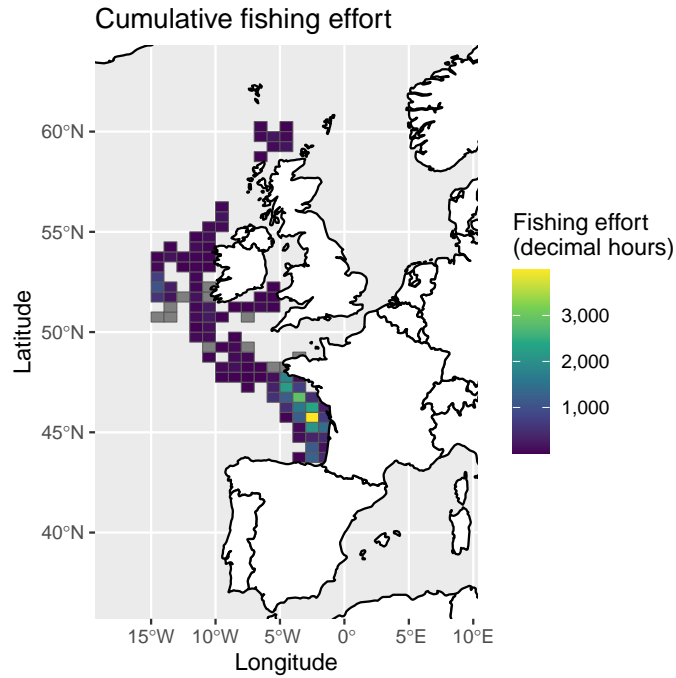 Cumulative fishing effort
60°N
55°N
50°N
45°N
40°N
Latitude
15°W 10°W 5°W 0° 5°E 10°E
Longitude
Fishing effort
(decimal hours)
3,000
2,000
1,000